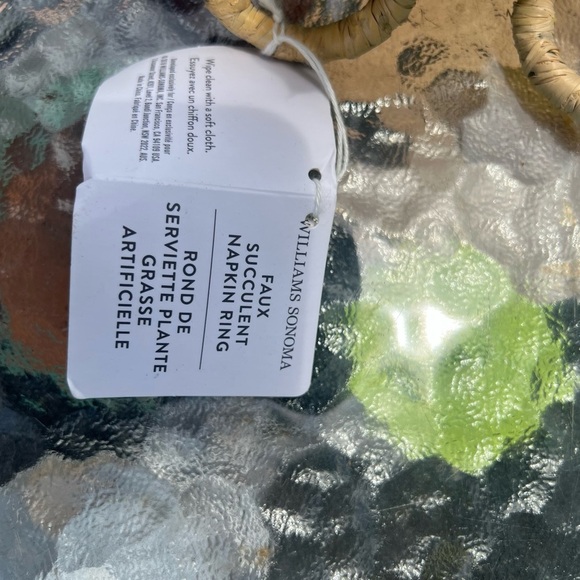 Wipe clean with a soft cloth.
Essuyez avec un chiffon doux.
WILLIAMS SONOMA
FAUX
SUCCULENT
NAPKIN RING
ROND DE
SERVIETTE PLANTE
GRASSE
ARTIFICIELLE